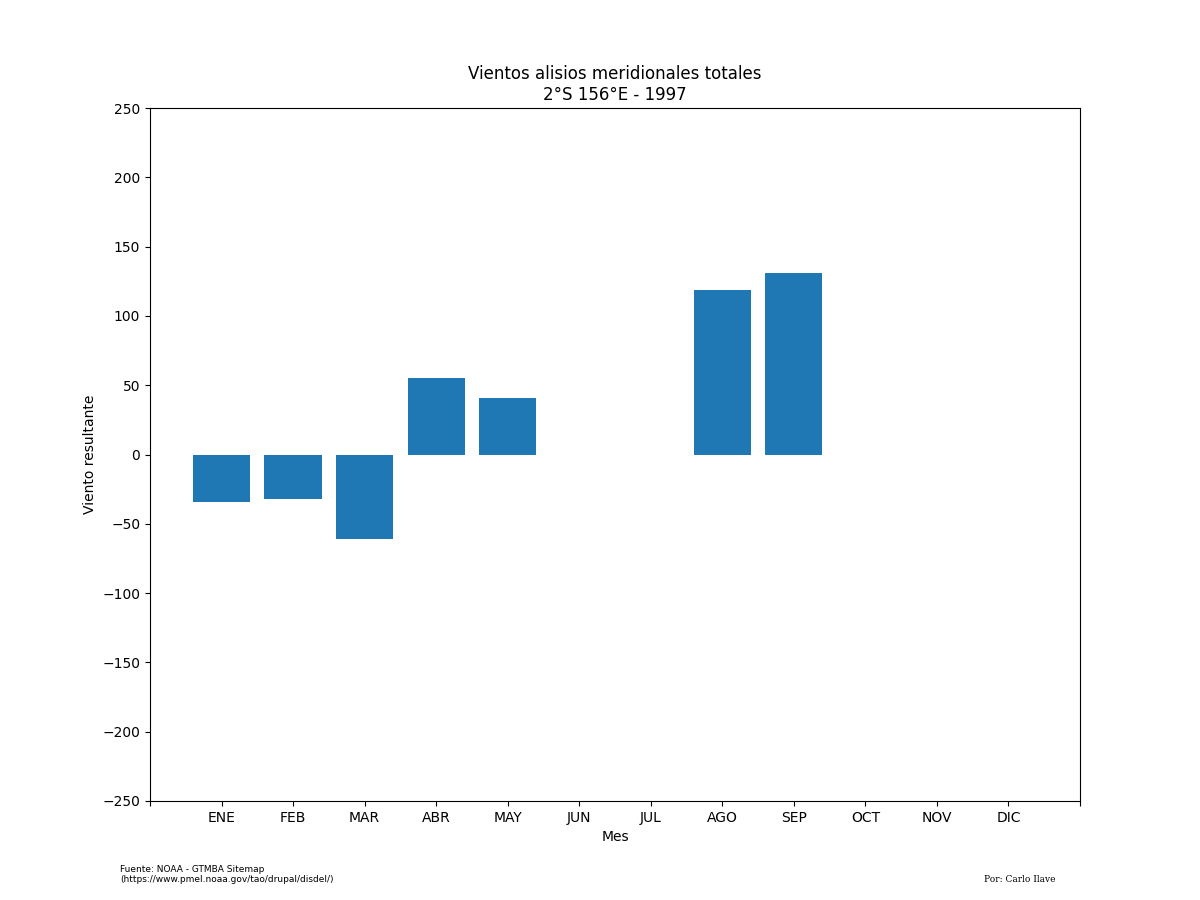 Vientos alisios meridionales totales
2°S 156°E - 1997
250
200
150
100
50
0
−50
−100
−150
−200
−250
Viento resultante
ENE FEB MAR ABR MAY JUN JUL AGO SEP OCT NOV DIC
Mes
Fuente: NOAA - GTMBA Sitemap
(https://www.pmel.noaa.gov/tao/drupal/disdel/)
Por: Carlo Ilave